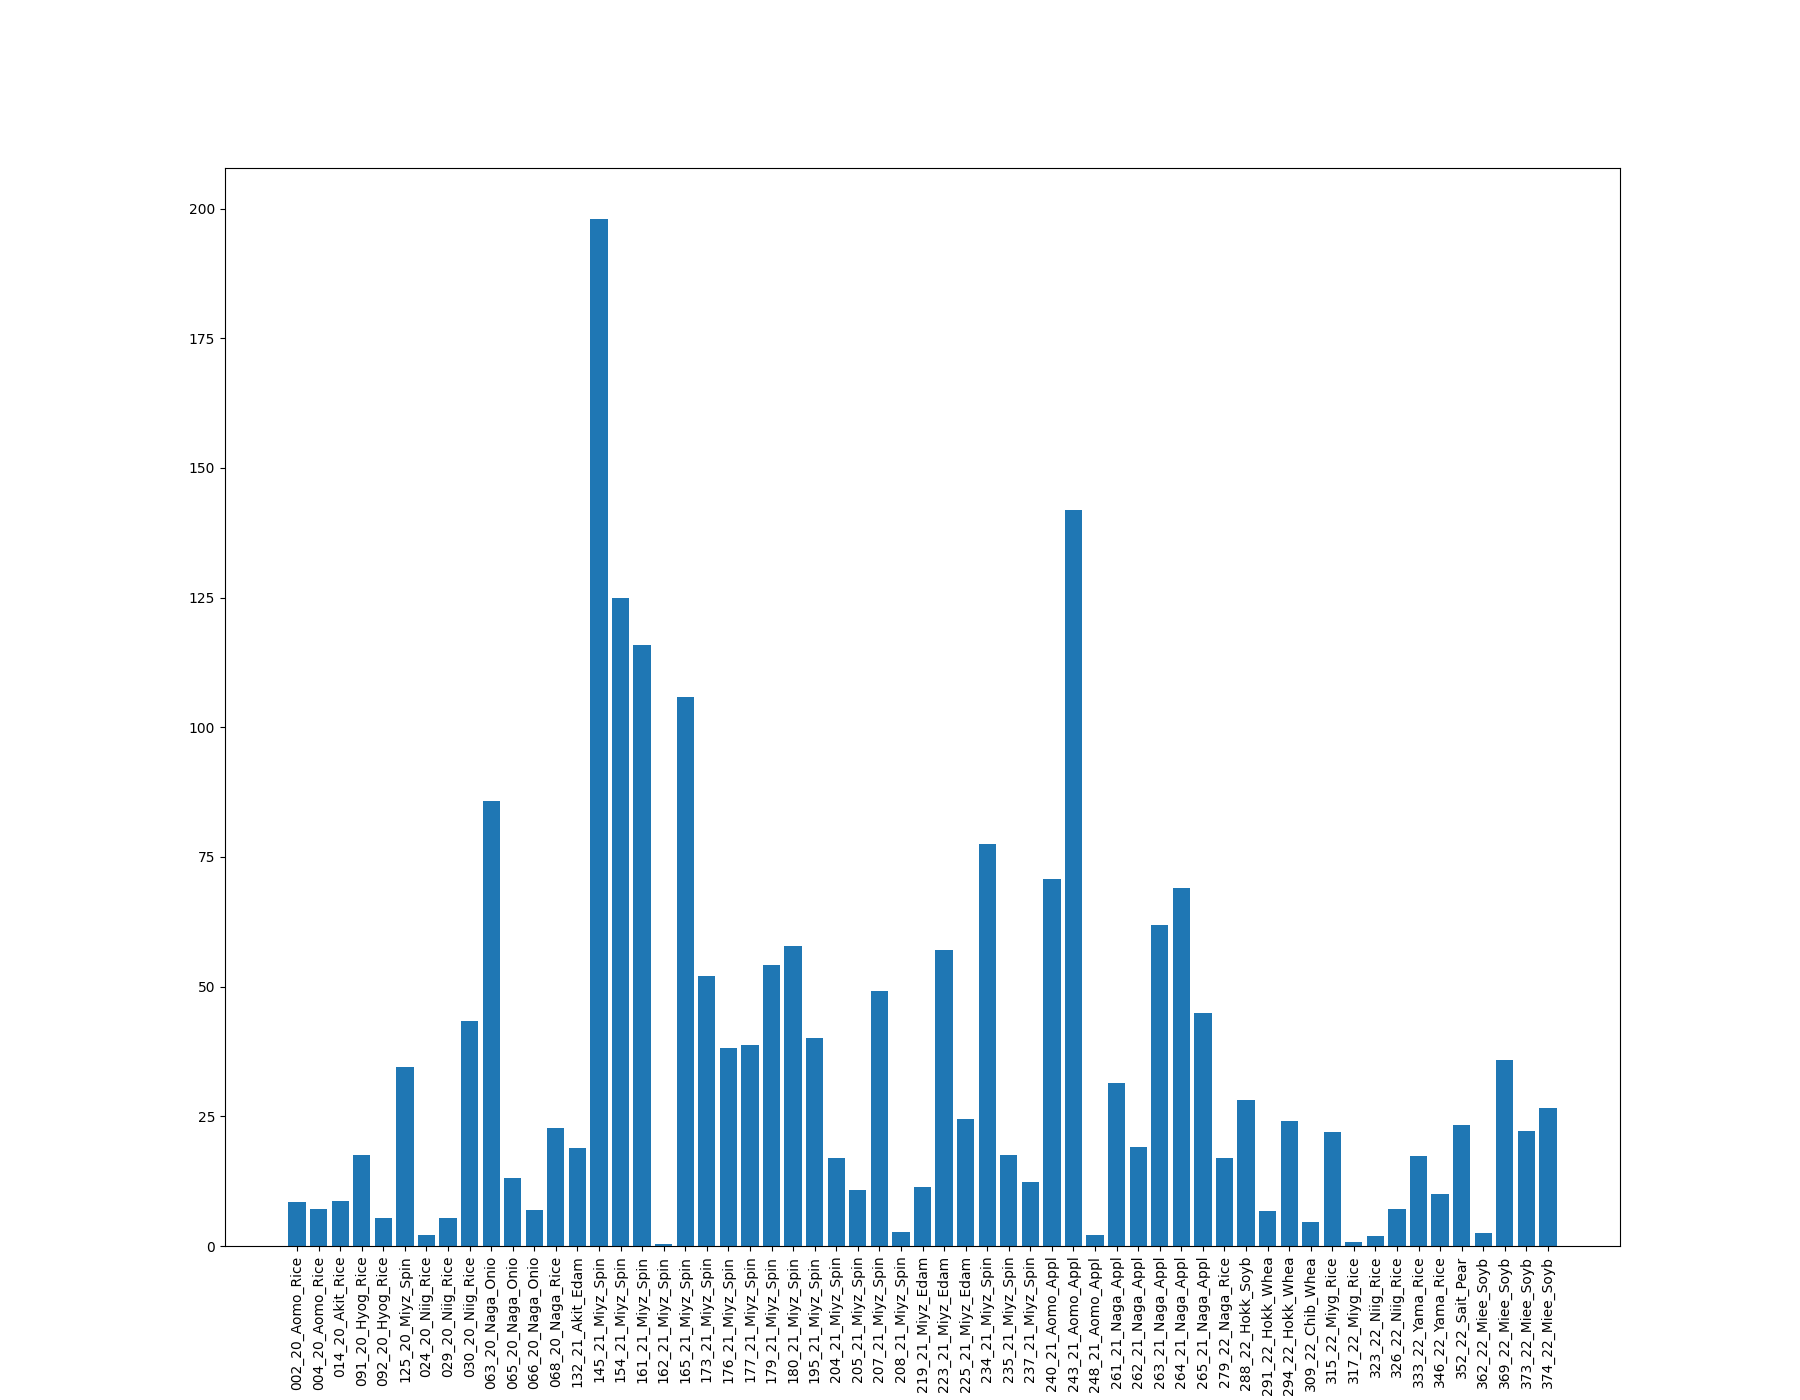 200
175
150
125
100
75
50
25
0
002_20_Aomo_Rice
004_20_Aomo_Rice
014_20_Akit_Rice
091_20_Hyog_Rice
092_20_Hyog_Rice
125_20_Miyz_Spin
024_20_Niig_Rice
029_20_Niig_Rice
030_20_Niig_Rice
063_20_Naga_Onio
065_20_Naga_Onio
066_20_Naga_Onio
068_20_Naga_Rice
132_21_Akit_Edam
145_21_Miyz_Spin
154_21_Miyz_Spin
161_21_Miyz_Spin
162_21_Miyz_Spin
165_21_Miyz_Spin
173_21_Miyz_Spin
176_21_Miyz_Spin
177_21_Miyz_Spin
179_21_Miyz_Spin
180_21_Miyz_Spin
195_21_Miyz_Spin
204_21_Miyz_Spin
205_21_Miyz_Spin
207_21_Miyz_Spin
208_21_Miyz_Spin
219_21_Miyz_Edam
223_21_Miyz_Edam
225_21_Miyz_Edam
234_21_Miyz_Spin
235_21_Miyz_Spin
237_21_Miyz_Spin
240_21_Aomo_Appl
243_21_Aomo_Appl
248_21_Aomo_Appl
261_21_Naga_Appl
262_21_Naga_Appl
263_21_Naga_Appl
264_21_Naga_Appl
265_21_Naga_Appl
279_22_Naga_Rice
288_22_Hokk_Soyb
291_22_Hokk_Whea
294_22_Hokk_Whea
309_22_Chib_Whea
315_22_Miyg_Rice
317_22_Miyg_Rice
323_22_Niig_Rice
326_22_Niig_Rice
333_22_Yama_Rice
346_22_Yama_Rice
352_22_Sait_Pear
362_22_Miee_Soyb
369_22_Miee_Soyb
373_22_Miee_Soyb
374_22_Miee_Soyb